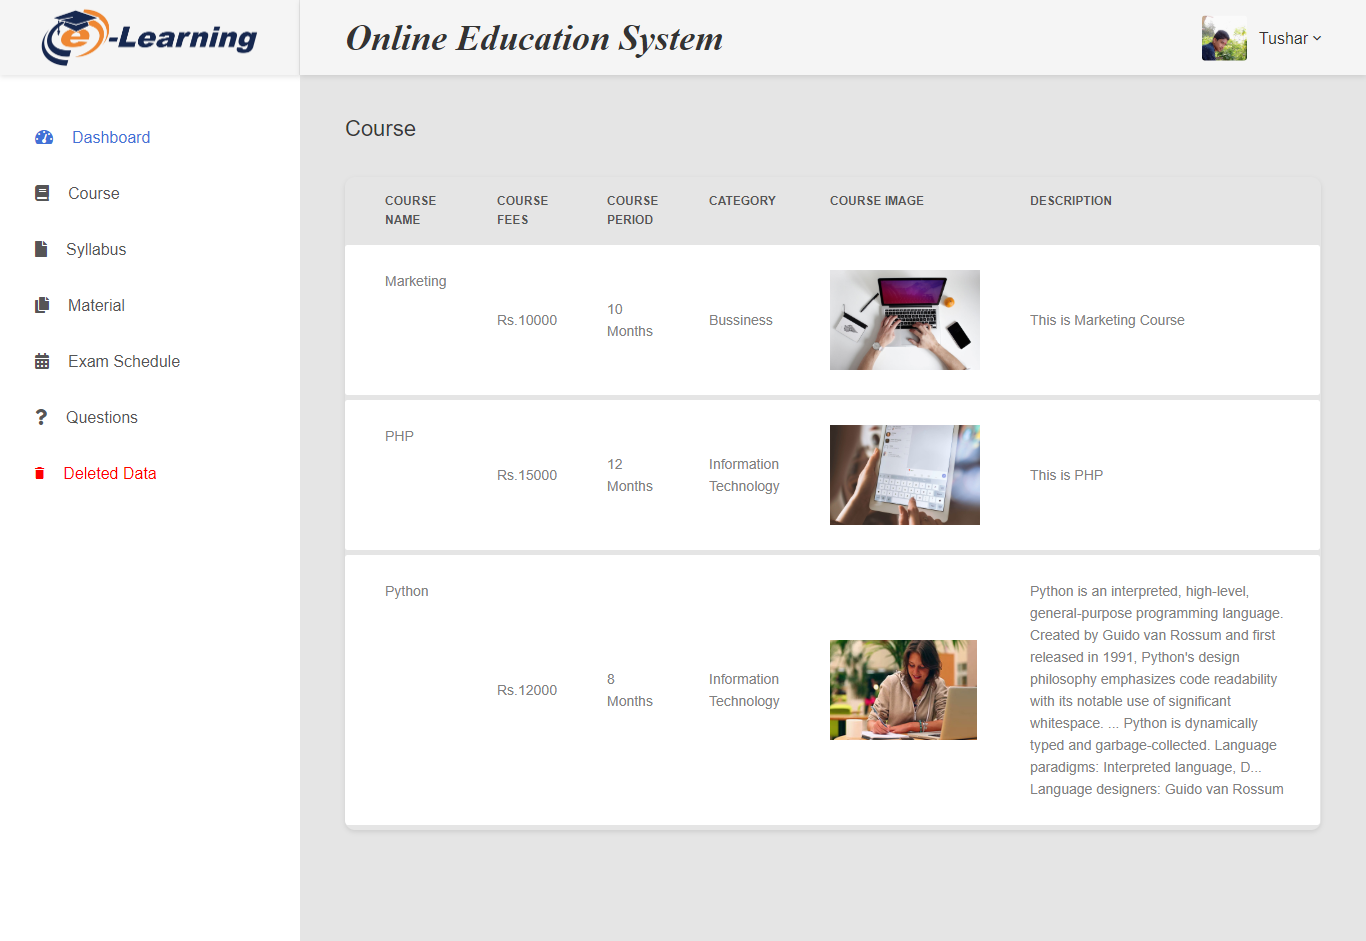 e-Learning
Online Education System
Tushar
Dashboard
Course
Syllabus
Material
Exam Schedule
Questions
Deleted Data
Course
COURSE NAME
COURSE FEES
COURSE PERIOD
CATEGORY
COURSE IMAGE
DESCRIPTION
Marketing
Rs.10000
10
Months
Bussiness
This is Marketing Course
PHP
Rs.15000
12
Months
Information
Technology
This is PHP
Python
Rs.12000
8
Months
Information
Technology
Python is an interpreted, high-level,
general-purpose programming language.
Created by Guido van Rossum and first
released in 1991, Python's design
philosophy emphasizes code readability
with its notable use of significant
whitespace. ... Python is dynamically
typed and garbage-collected. Language
paradigms: Interpreted language, D...
Language designers: Guido van Rossum